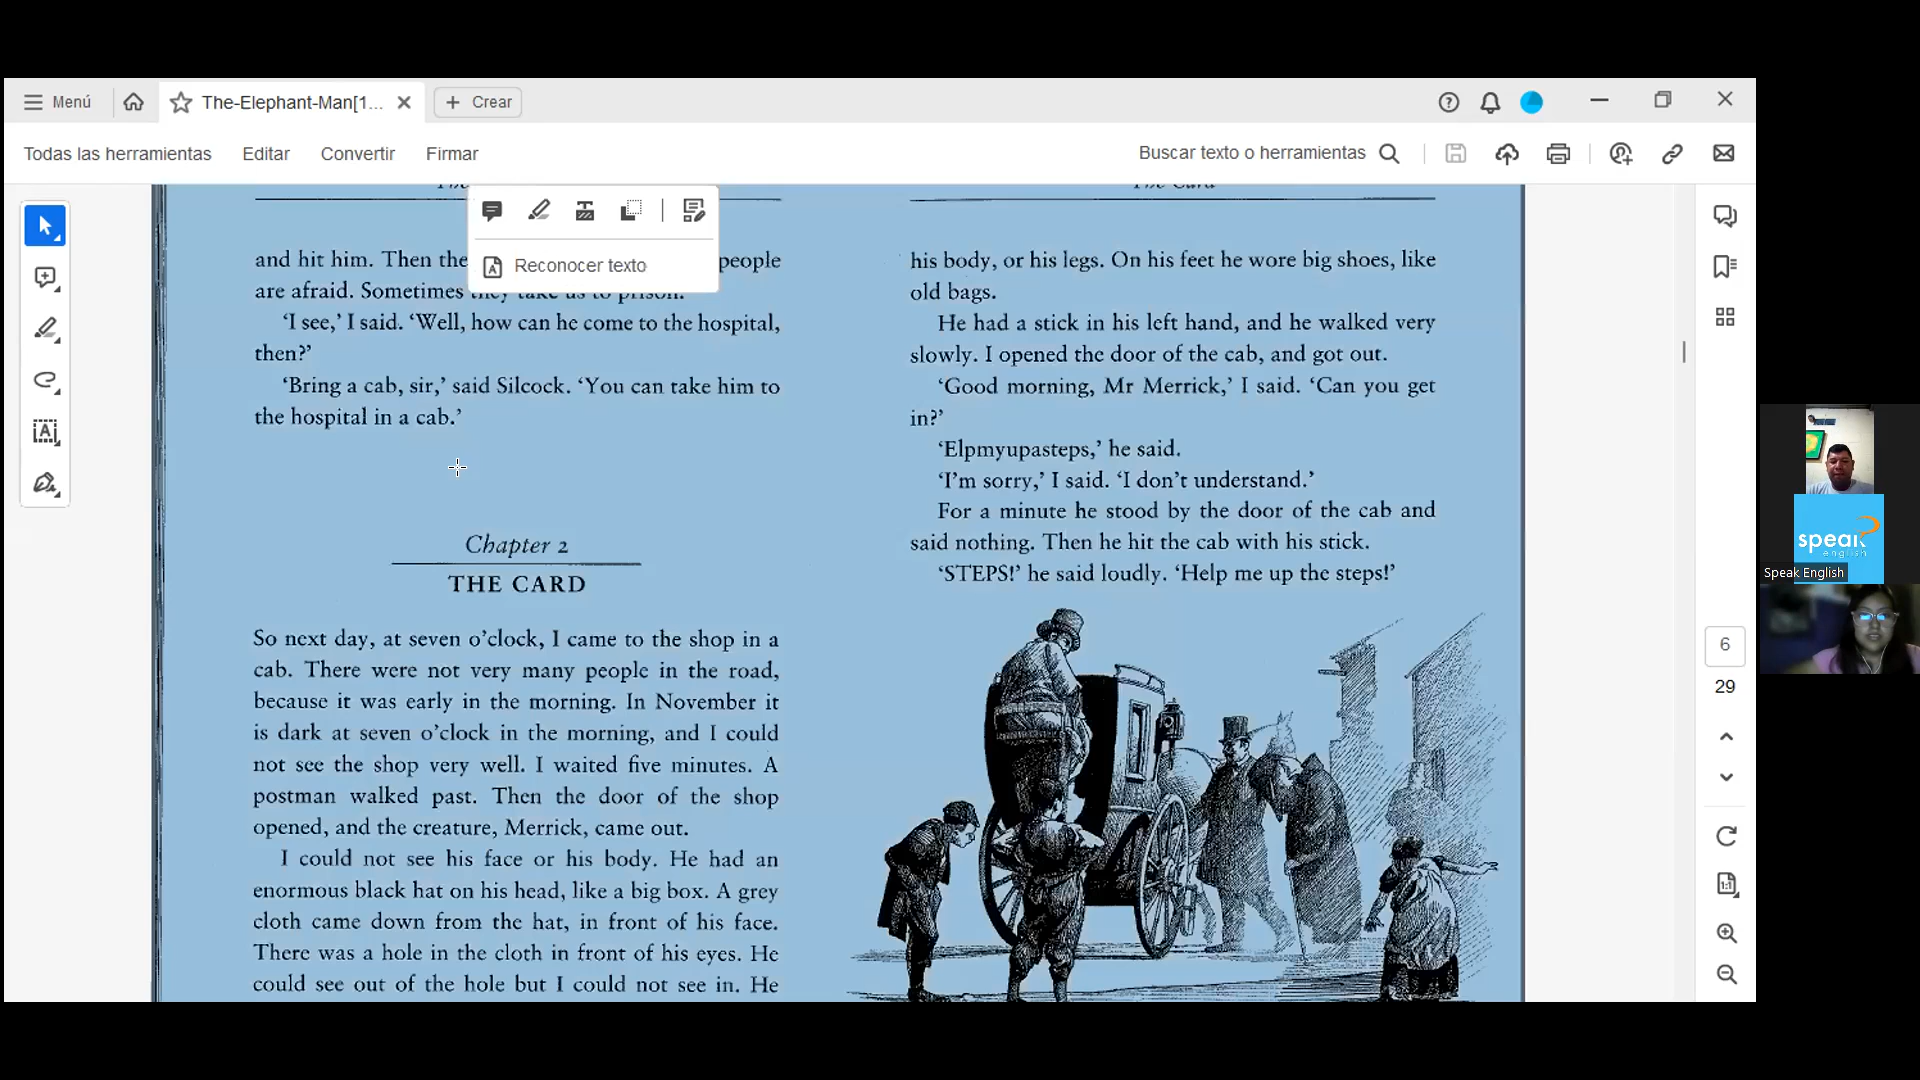 Menú
The-Elephant-Man[1...
Crear
Todas las herramientas
Editar
Convertir
Firmar
Buscar texto o herramientas
Reconocer texto
The Card
and hit him. Then the people
are afraid. Sometimes they take us to prison.'
'I see,' I said. 'Well, how can he come to the hospital,
then?'
'Bring a cab, sir,' said Silcock. 'You can take him to
the hospital in a cab.'
Chapter 2
THE CARD
So next day, at seven o'clock, I came to the shop in a
cab. There were not very many people in the road,
because it was early in the morning. In November it
is dark at seven o'clock in the morning, and I could
not see the shop very well. I waited five minutes. A
postman walked past. Then the door of the shop
opened, and the creature, Merrick, came out.
I could not see his face or his body. He had an
enormous black hat on his head, like a big box. A grey
cloth came down from the hat, in front of his face.
There was a hole in the cloth in front of his eyes. He
could see out of the hole but I could not see in. He
his body, or his legs. On his feet he wore big shoes, like
old bags.
He had a stick in his left hand, and he walked very
slowly. I opened the door of the cab, and got out.
'Good morning, Mr Merrick,' I said. 'Can you get
in?'
'Elpmyupasteps,' he said.
'I'm sorry,' I said. 'I don't understand.'
For a minute he stood by the door of the cab and
said nothing. Then he hit the cab with his stick.
'STEPS!' he said loudly. 'Help me up the steps!'
6
29
speak
english
Speak English